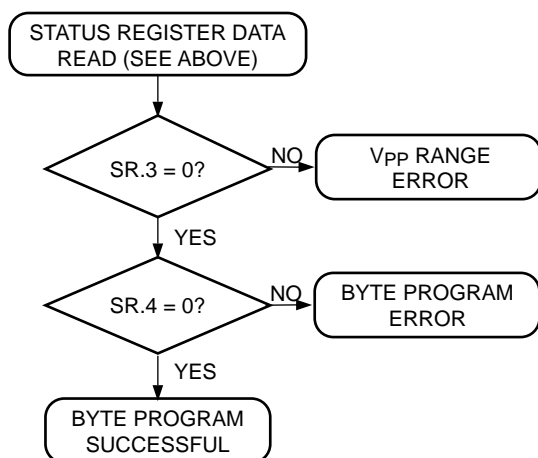 STATUS REGISTER DATA
READ (SEE ABOVE)
SR.3 = 0?
NO
VPP RANGE
ERROR
YES
SR.4 = 0?
NO
BYTE PROGRAM
ERROR
YES
BYTE PROGRAM
SUCCESSFUL